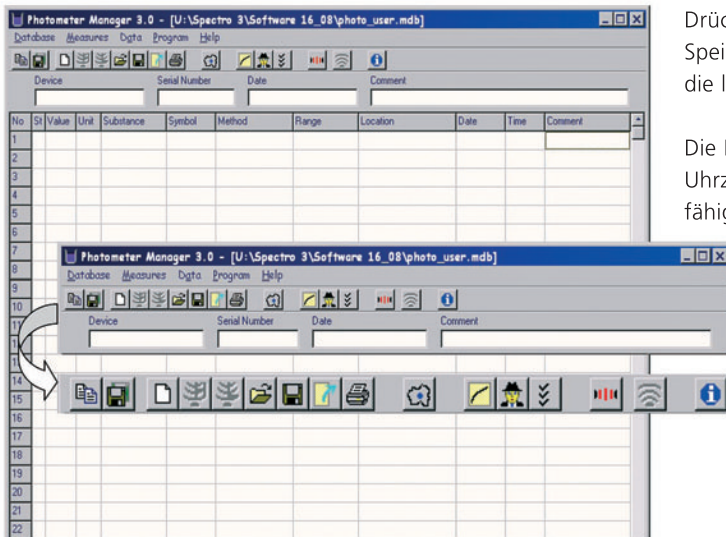 Photometer Manager 3.0 - [U:\Spectro 3\Software 16_08\photo_user.mdb]
Database Measures Data Program Help
Device Serial Number Date Comment
No St Value Unit Substance Symbol Method Range Location Date Time Comment
1
2
3
4
5
6
7
8
9
10
Photometer Manager 3.0 - [U:\Spectro 3\Software 16_08\photo_user.mdb]
Database Measures Data Program Help
Device Serial Number Date Comment
14
15
16
17
18
19
20
21
22
Drüc
Spei
die
Uhrz
fähig
Die